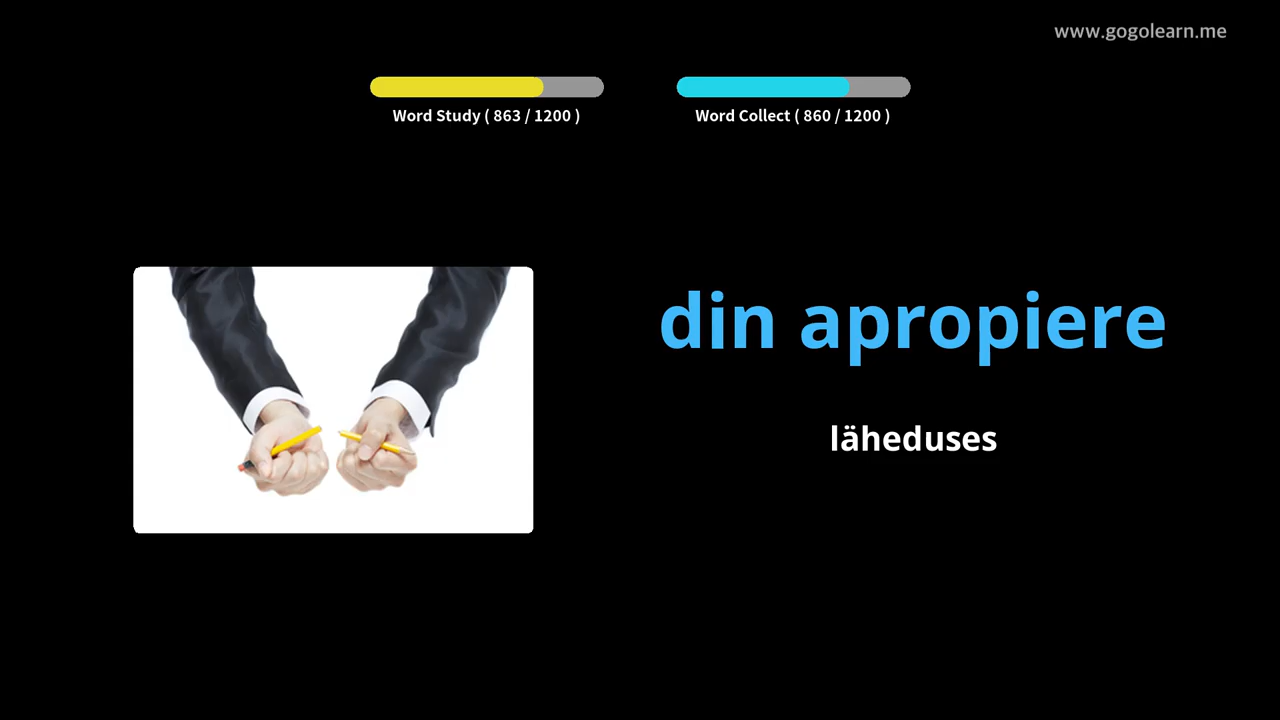 www.gogolearn.me
Word Study ( 863 / 1200 )
Word Collect ( 860 / 1200 )
din apropiere
läheduses